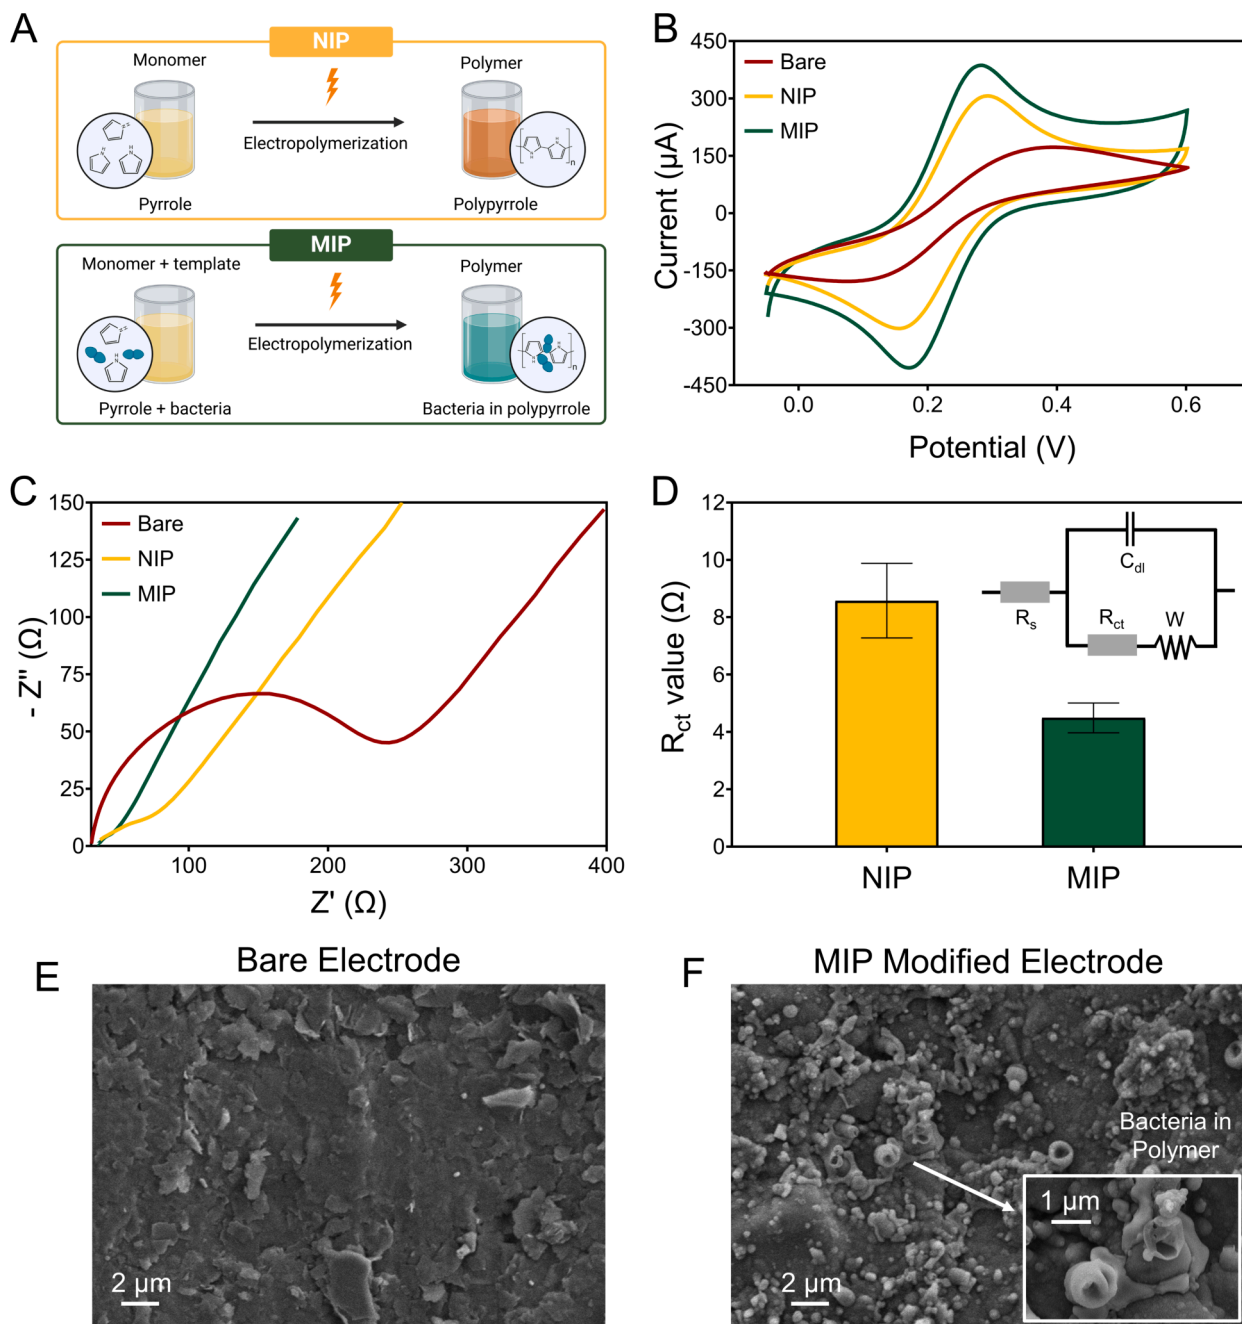 A
NIP
Monomer
Polymer
Electropolymerization
Pyrrole
Polypyrrole
MIP
Monomer + template
Polymer
Electropolymerization
Pyrrole + bacteria
Bacteria in polypyrrole
B
Bare
NIP
MIP
450
300
150
0
-150
-300
-450
Current (µA)
0.0 0.2 0.4 0.6
Potential (V)
C
Bare
NIP
MIP
150
125
100
75
50
25
0
- Z" (Ω)
100 200 300 400
Z' (Ω)
D
12
10
8
6
4
2
0
Rct value (Ω)
Cdl
Rs
Rct
W
NIP MIP
E
Bare Electrode
2 µm
F
MIP Modified Electrode
Bacteria in
Polymer
1 µm
2 µm